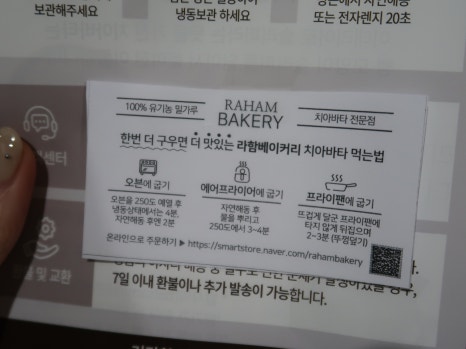 보관해주세요
냉동보관 하세요
또는 전자렌지 20초
100% 유기농 밀가루
RAHAM
BAKERY
치아바타 전문점
한번 더 구우면 더 맛있는 라함베이커리 치아바타 먹는법
오븐에 굽기
오븐을 250도 예열 후
냉동상태에서는 4분,
자연해동 후엔 2분
에어프라이어에 굽기
자연해동 후
물을 뿌리고
250도에서 3~4분
프라이팬에 굽기
뜨겁게 달군 프라이팬에
타지 않게 뒤집으며
2~3분 (뚜껑덮기)
온라인으로 주문하기 ▶ https://smartstore.naver.com/rahambakery
센터
및 교환
7일 이내 환불이나 추가 발송이 가능합니다.